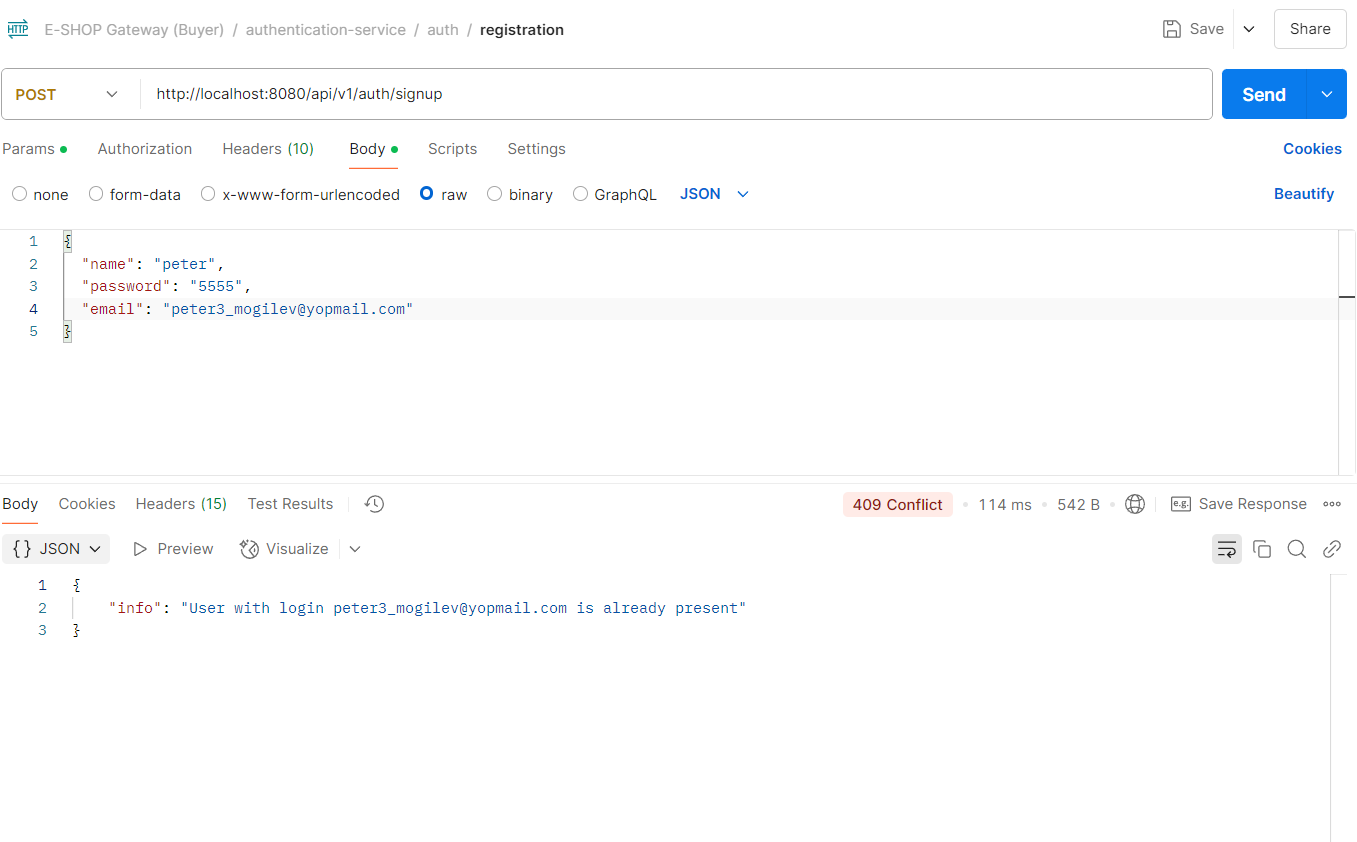 HTTP E-SHOP Gateway (Buyer) / authentication-service / auth / registration Save Share
POST http://localhost:8080/api/v1/auth/signup Send
Params Authorization Headers (10) Body Scripts Settings Cookies
none form-data x-www-form-urlencoded raw binary GraphQL JSON Beautify
1 {
2 "name": "peter",
3 "password": "5555",
4 "email": "peter3_mogilev@yopmail.com"
5 }
Body Cookies Headers (15) Test Results 409 Conflict 114 ms 542 B e.g. Save Response
{} JSON Preview Visualize
1 {
2 "info": "User with login peter3_mogilev@yopmail.com is already present"
3 }